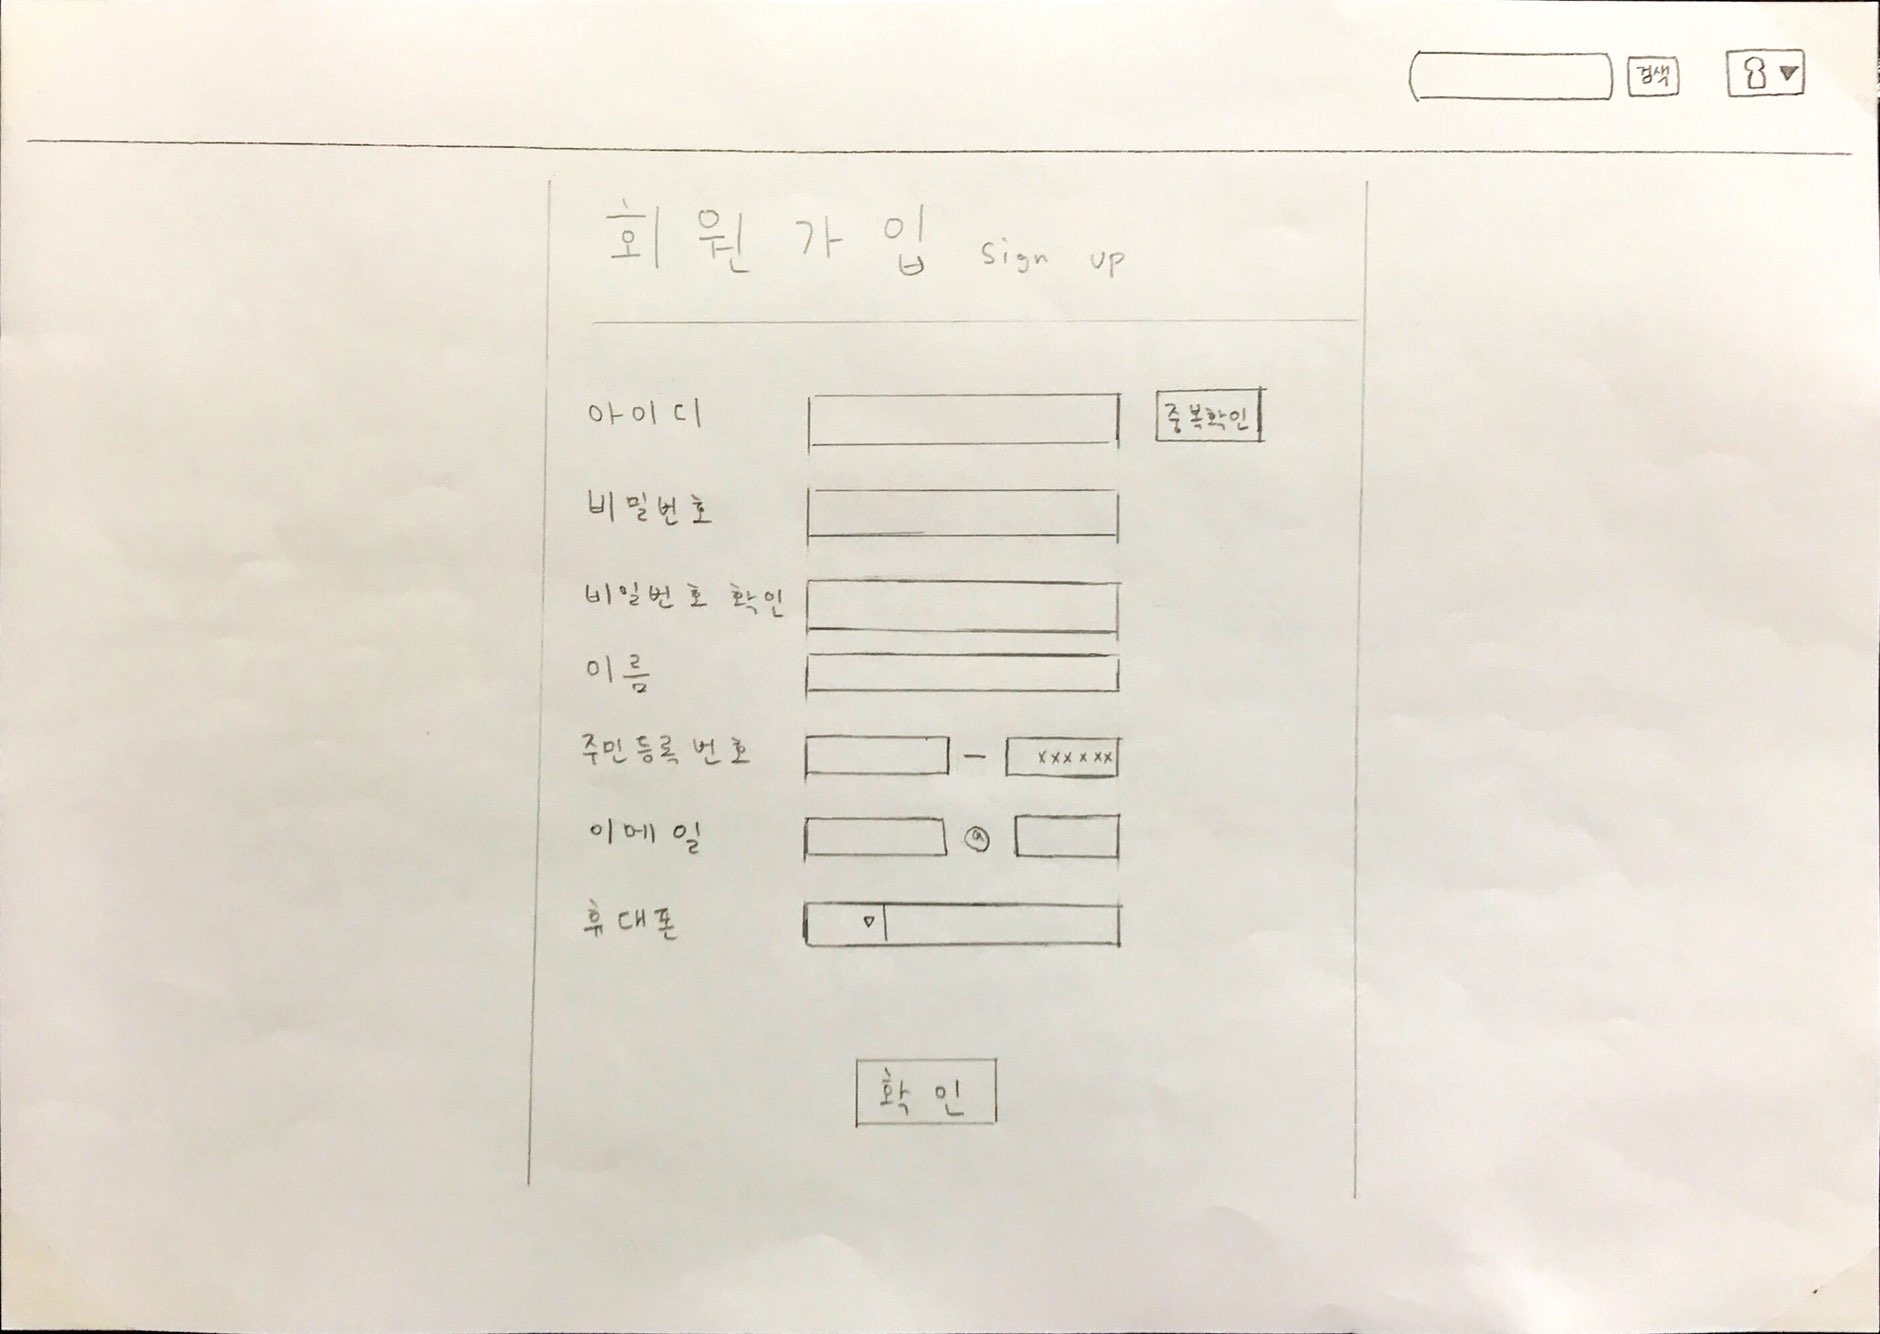 검색
회원가입 sign up
아이디 중복확인
비밀번호
비일번호 확인
이름
주민등록번호 - xxxxxx
이메일 @
휴대폰
확인